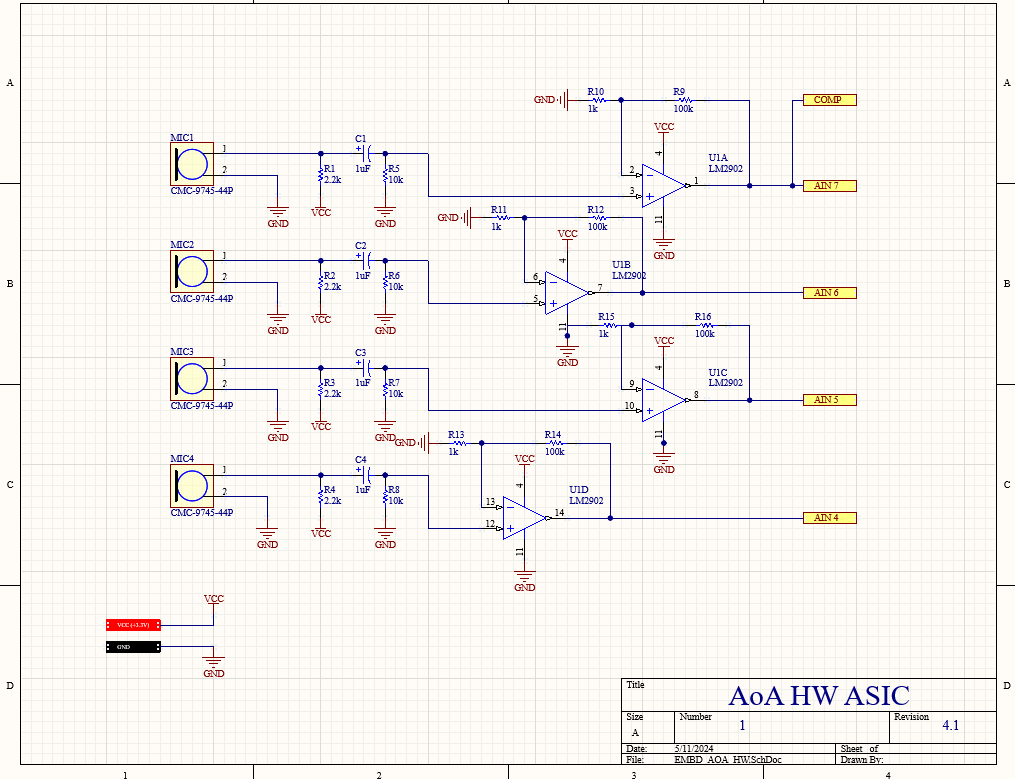 A
A
GND
R10
1k
R9
100k
COMP
VCC
4
MIC1
1
2
CMC-9745-44P
C1
+
1uF
R1
2.2k
R5
10k
VCC
GND
GND
U1A
LM2902
2
3
1
11
AIN 7
GND
GND
R11
1k
R12
100k
VCC
4
MIC2
1
2
CMC-9745-44P
C2
+
1uF
R2
2.2k
R6
10k
VCC
GND
GND
U1B
LM2902
6
5
7
11
AIN 6
GND
B
B
R15
1k
R16
100k
VCC
4
MIC3
1
2
CMC-9745-44P
C3
+
1uF
R3
2.2k
R7
10k
VCC
GND
GND
U1C
LM2902
9
10
8
11
AIN 5
GND
GND
R13
1k
R14
100k
VCC
4
MIC4
1
2
CMC-9745-44P
C4
+
1uF
R4
2.2k
R8
10k
VCC
GND
GND
U1D
LM2902
13
12
14
11
AIN 4
GND
C
C
VCC
VCC (+3.3V)
GND
GND
D
D
Title
AoA HW ASIC
Size
A
Number
1
Revision
4.1
Date:
5/11/2024
Sheet of
File:
EMBD_AOA_HW.SchDoc
Drawn By:
1
2
3
4